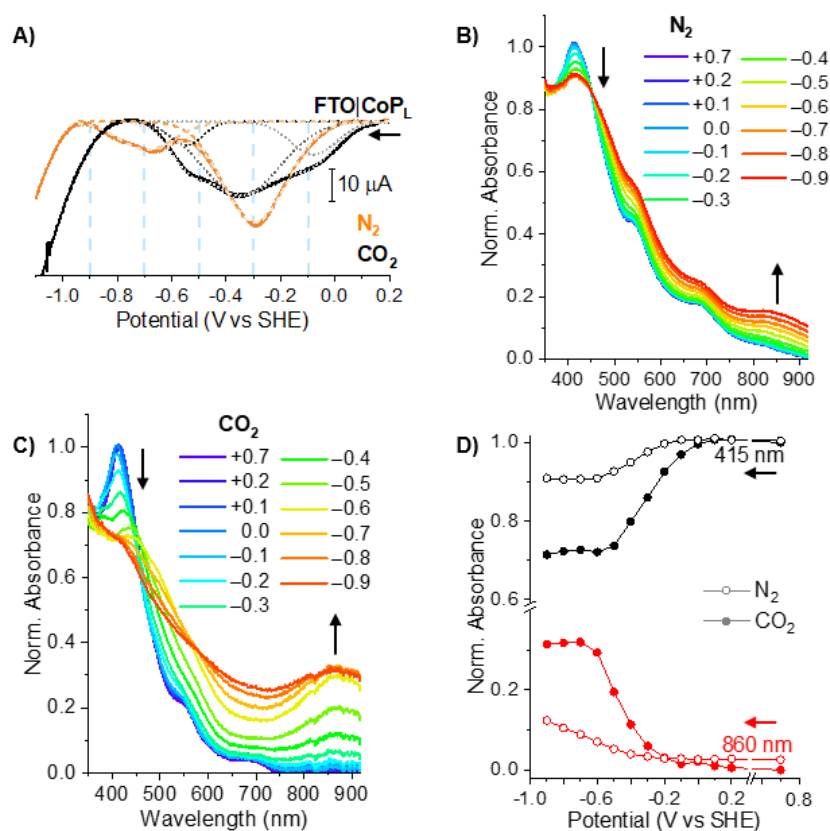 A)
FTO|CoP_L
10 µA
N₂
CO₂
-1.0 -0.8 -0.6 -0.4 -0.2 0.0 0.2
Potential (V vs SHE)
B)
N₂
+0.7 –0.4
+0.2 –0.5
+0.1 –0.6
0.0 –0.7
–0.1 –0.8
–0.2 –0.9
–0.3
Norm. Absorbance
1.0
0.8
0.6
0.4
0.2
0.0
400 500 600 700 800 900
Wavelength (nm)
C)
CO₂
+0.7 –0.4
+0.2 –0.5
+0.1 –0.6
0.0 –0.7
–0.1 –0.8
–0.2 –0.9
–0.3
Norm. Absorbance
1.0
0.8
0.6
0.4
0.2
0.0
400 500 600 700 800 900
Wavelength (nm)
D)
1.0
0.9
0.8
0.7
0.6
0.2
0.0
Norm. Absorbance
415 nm
N₂
CO₂
860 nm
-1.0 -0.6 -0.2 0.2 0.8
Potential (V vs SHE)